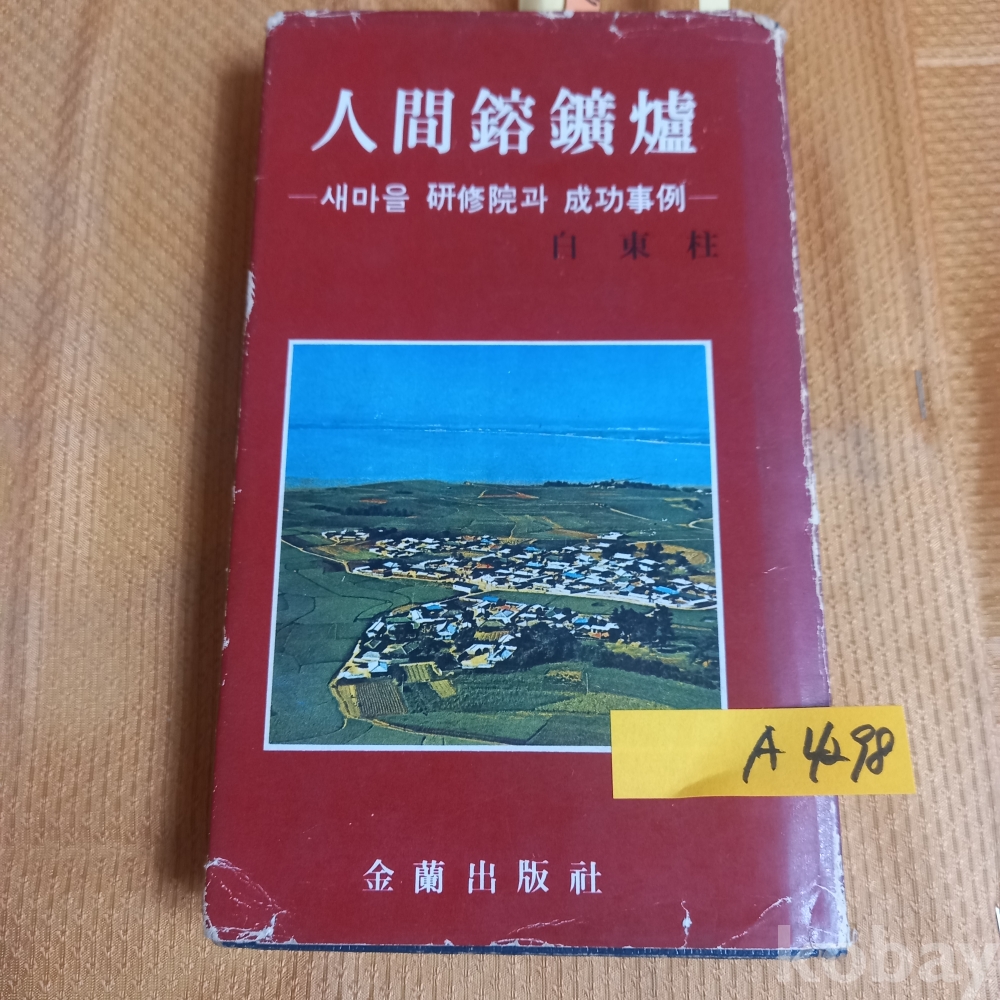 人間鎔鑛爐
새마을 硏修院과 成功事例
白東柱
A4298
金蘭出版社
kobay